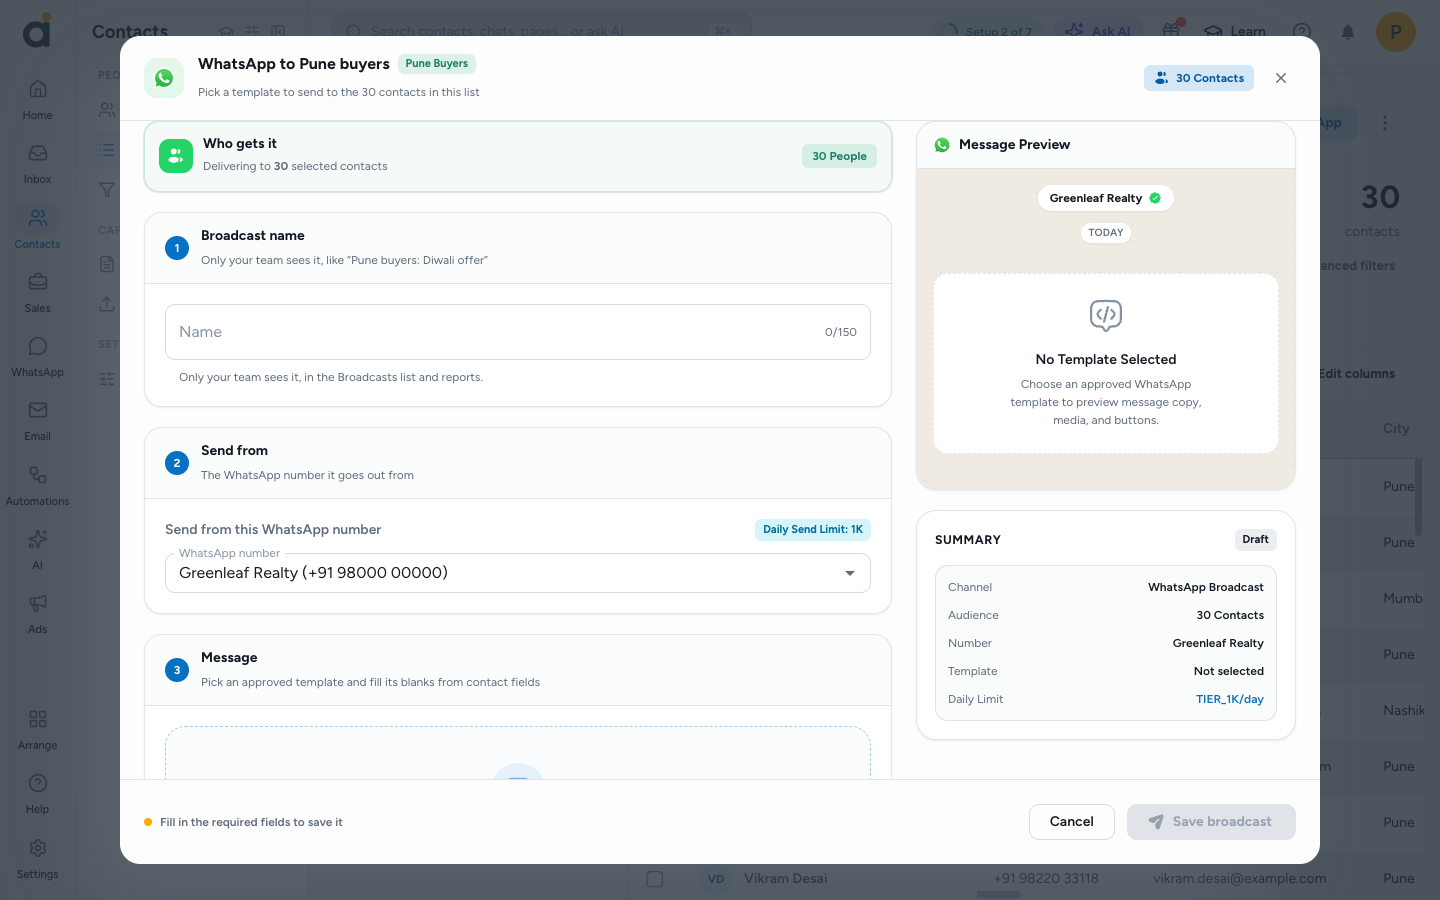 Contacts
Search contacts, chats, pages... or ask AI
⌘K
Setup 2 of 7
Ask AI
Learn
P
Home
Inbox
Contacts
Sales
WhatsApp
Email
Automations
AI
Ads
Arrange
Help
Settings
WhatsApp to Pune buyers
Pune Buyers
Pick a template to send to the 30 contacts in this list
30 Contacts
Who gets it
Delivering to 30 selected contacts
30 People
1
Broadcast name
Only your team sees it, like “Pune buyers: Diwali offer”
Name
0/150
Only your team sees it, in the Broadcasts list and reports.
2
Send from
The WhatsApp number it goes out from
Send from this WhatsApp number
Daily Send Limit: 1K
WhatsApp number
Greenleaf Realty (+91 98000 00000)
3
Message
Pick an approved template and fill its blanks from contact fields
Message Preview
Greenleaf Realty
TODAY
No Template Selected
Choose an approved WhatsApp
template to preview message copy,
media, and buttons.
SUMMARY
Draft
Channel WhatsApp Broadcast
Audience 30 Contacts
Number Greenleaf Realty
Template Not selected
Daily Limit TIER_1K/day
Fill in the required fields to save it
Cancel
Save broadcast
30
contacts
Edit columns
City
Pune
Pune
Pune
Nashik
Pune
Pune
VD
Vikram Desai
+91 98220 33118
vikram.desai@example.com
Pune